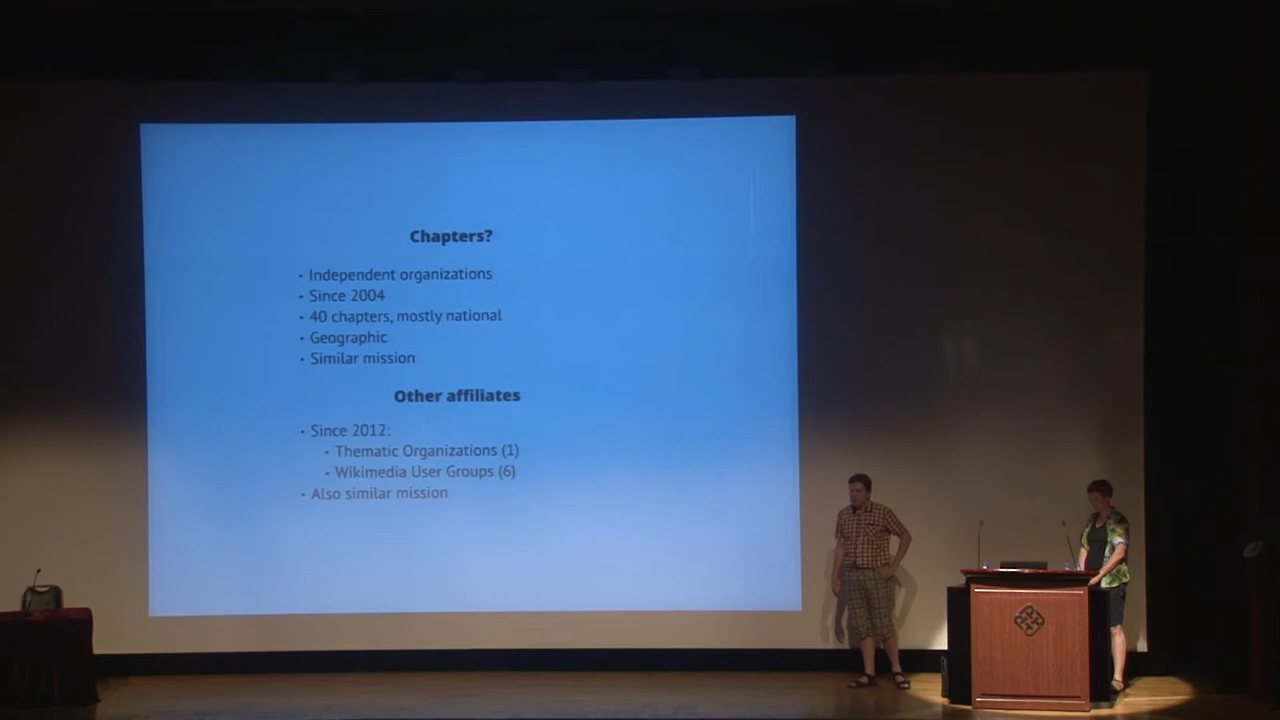 Chapters?
• Independent organizations
• Since 2004
• 40 chapters, mostly national
• Geographic
• Similar mission
Other affiliates
• Since 2012:
• Thematic Organizations (1)
• Wikimedia User Groups (6)
• Also similar mission